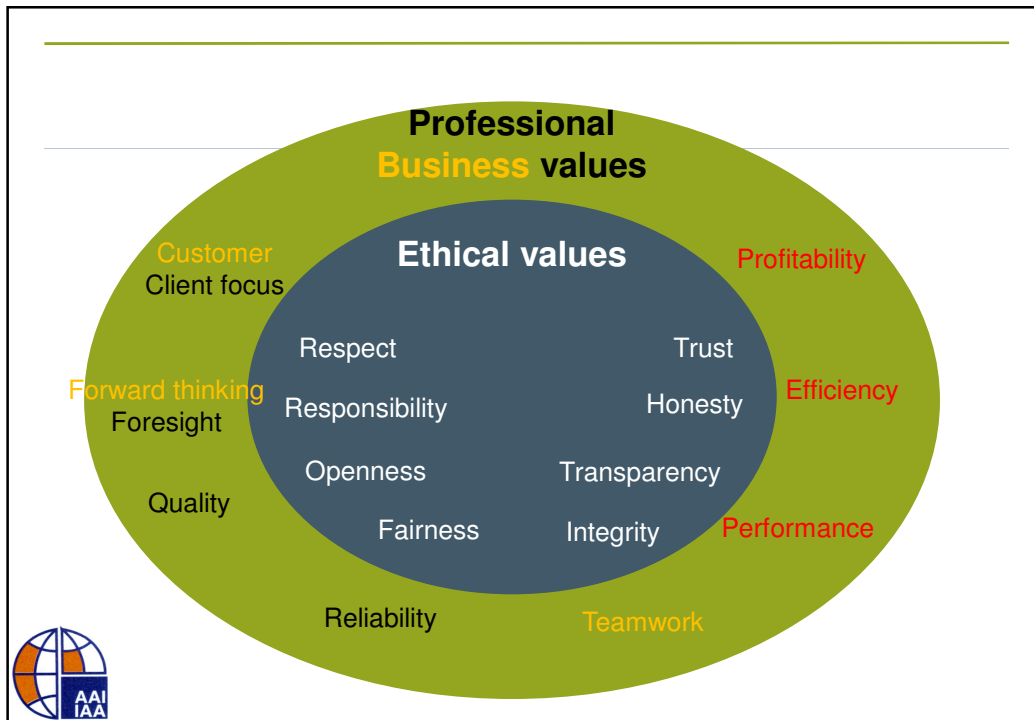 Professional
Business values
Ethical values
Customer
Client focus
Profitability
Respect
Trust
Forward thinking
Foresight
Efficiency
Responsibility
Honesty
Openness
Transparency
Quality
Fairness
Integrity
Performance
Reliability
Teamwork
AAI
IAA